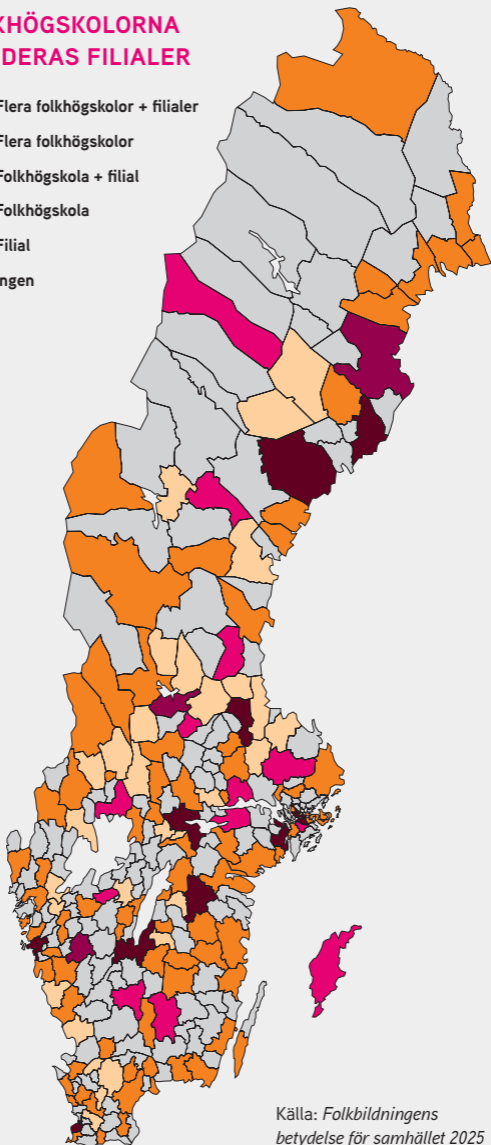 KHÖGSKOLORNA
DERAS FILIALER
Flera folkhögskolor + filialer
Flera folkhögskolor
Folkhögskola + filial
Folkhögskola
Filial
ngen
Källa: Folkbildningens
betydelse för samhället 2025